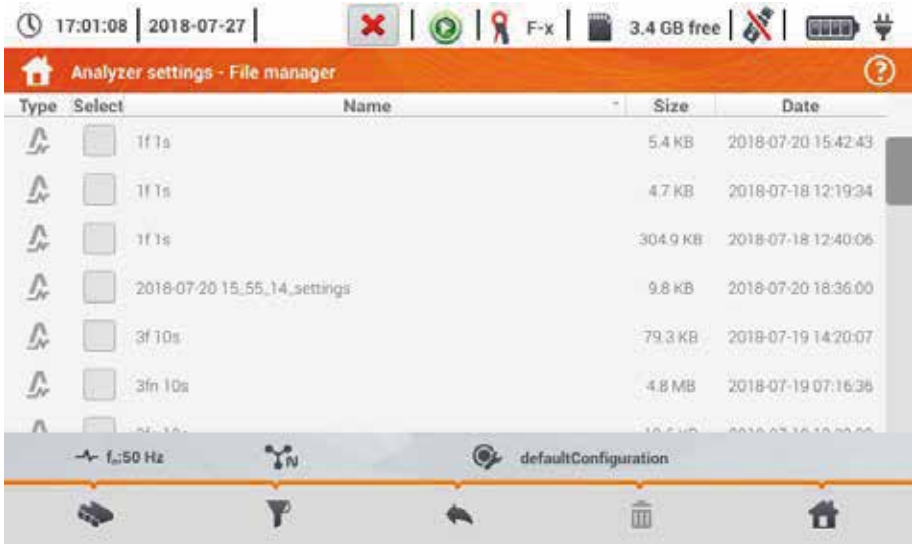 17:01:08 2018-07-27 F-x 3.4 GB free
Analyzer settings - File manager ?
Type Select Name Size Date
1f 1s 5.4 KB 2018-07-20 15:42:43
1f 1s 4.7 KB 2018-07-18 12:19:34
1f 1s 304.9 KB 2018-07-18 12:40:06
2018-07-20 15_55_14_settings 9.8 KB 2018-07-20 18:36:00
3f 10s 79.3 KB 2018-07-19 14:20:07
3fn 10s 4.8 MB 2018-07-19 07:16:36
fₙ:50 Hz N defaultConfiguration